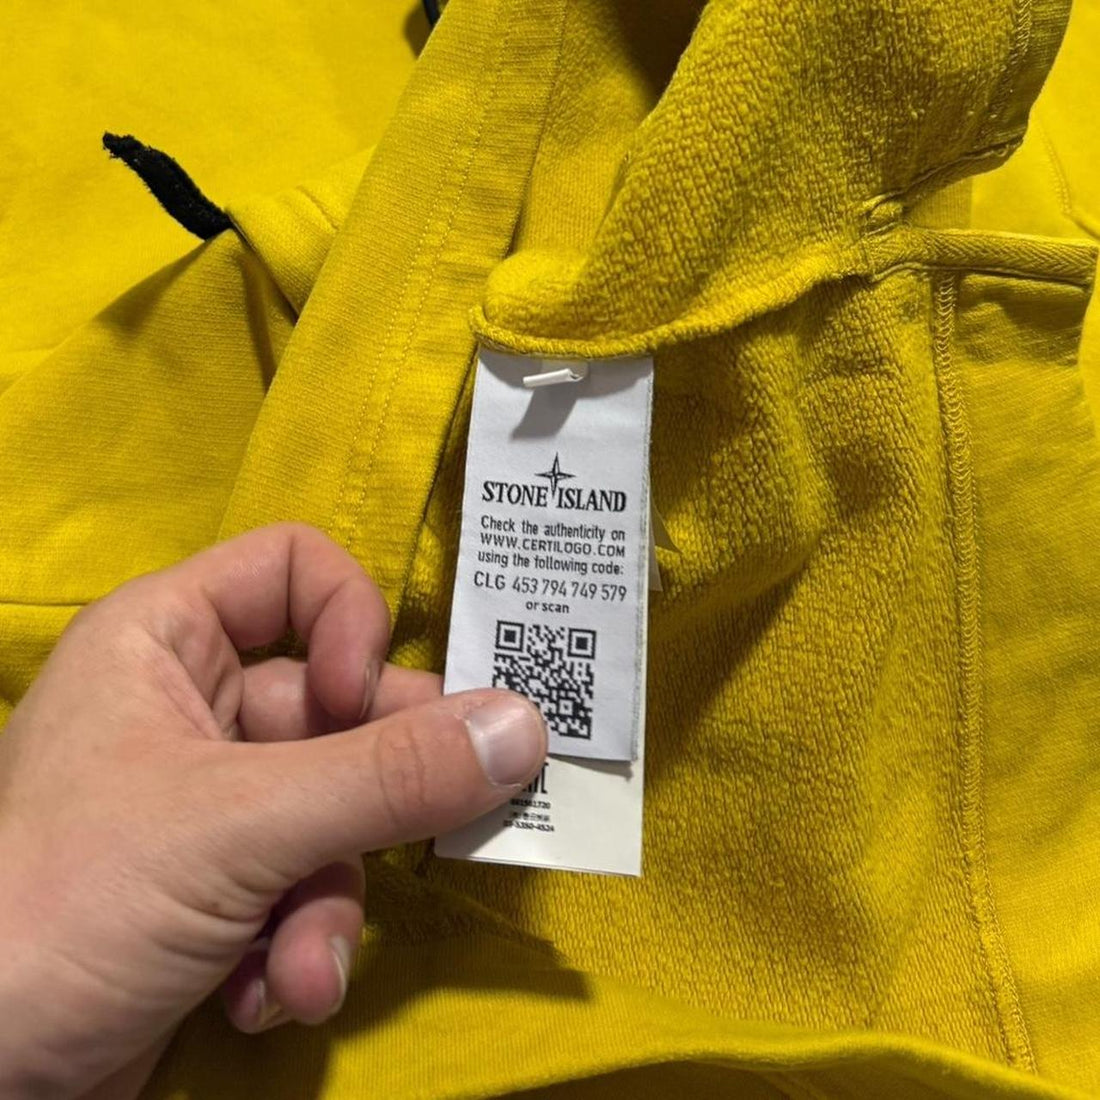 STONE ISLAND
Check the authenticity on
WWW.CERTILOGO.COM
using the following code:
CLG 453 794 749 579
or scan